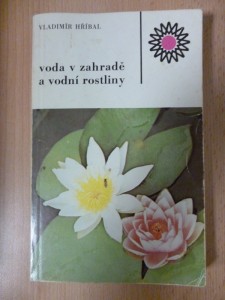 VLADIMÍR HŘÍBAL
voda v zahradě
a vodní rostliny